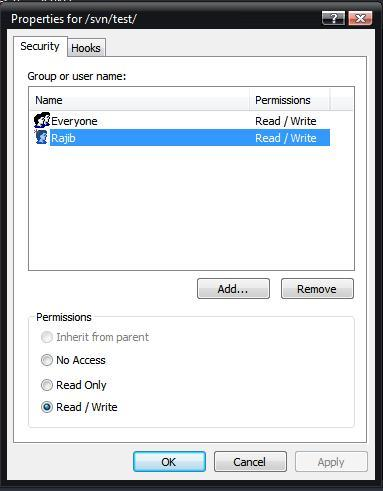 Properties for /svn/test/
Security Hooks
Group or user name:
Name Permissions
Everyone Read / Write
Rajib Read / Write
Add... Remove
Permissions
Inherit from parent
No Access
Read Only
Read / Write
OK Cancel Apply